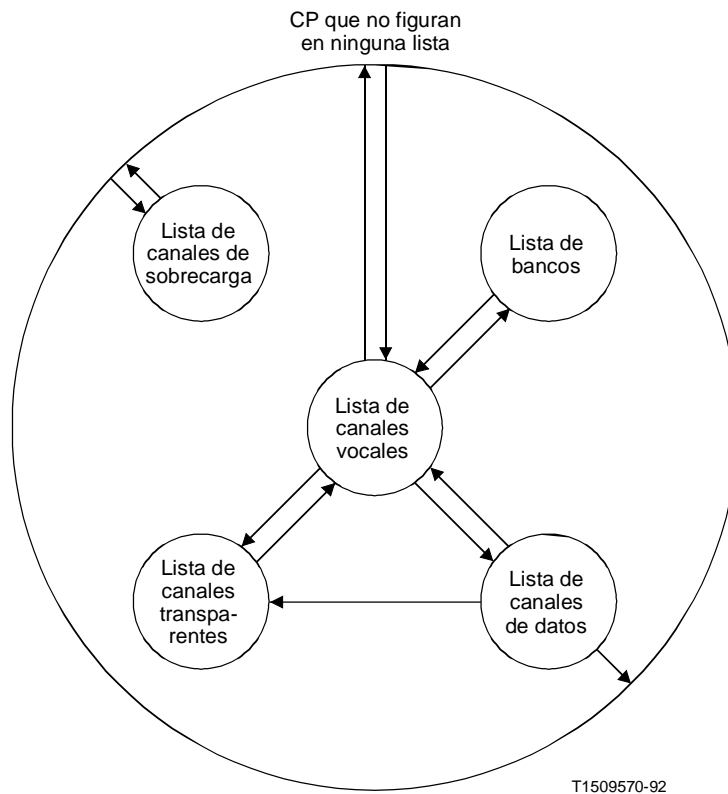 CP que no figuran
en ninguna lista
Lista de
canales de
sobrecarga
Lista de
bancos
Lista de
canales
vocales
Lista de
canales
transpa-
rentes
Lista de
canales
de datos
T1509570-92